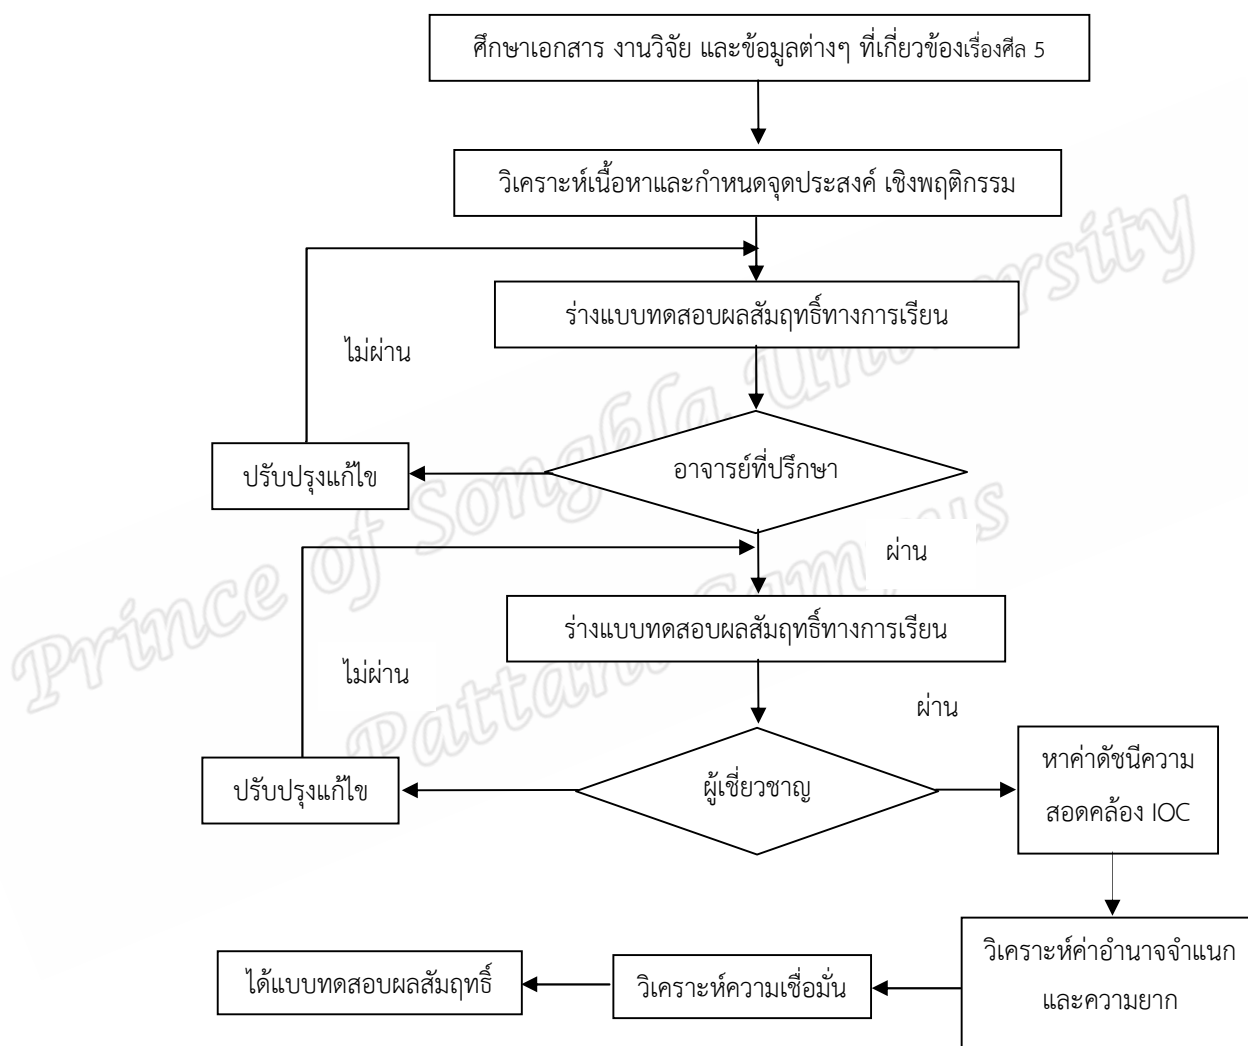 ศึกษาเอกสาร งานวิจัย และข้อมูลต่างๆ ที่เกี่ยวข้องเรื่องศีล 5
วิเคราะห์เนื้อหาและกำหนดจุดประสงค์ เชิงพฤติกรรม
ร่างแบบทดสอบผลสัมฤทธิ์ทางการเรียน
ไม่ผ่าน
ปรับปรุงแก้ไข
อาจารย์ที่ปรึกษา
ผ่าน
ร่างแบบทดสอบผลสัมฤทธิ์ทางการเรียน
ไม่ผ่าน
ผ่าน
ปรับปรุงแก้ไข
ผู้เชี่ยวชาญ
หาค่าดัชนีความ
สอดคล้อง IOC
วิเคราะห์ค่าอำนาจจำแนก
และความยาก
วิเคราะห์ความเชื่อมั่น
ได้แบบทดสอบผลสัมฤทธิ์
Prince of Songkla University